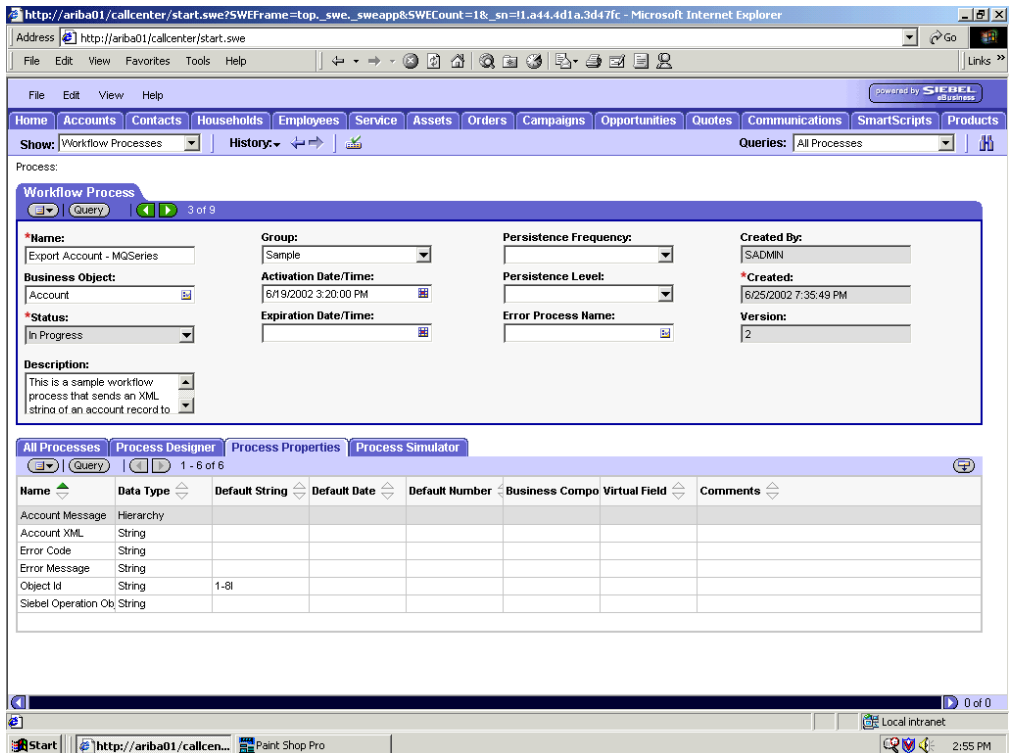 http://ariba01/callcenter/start.swe?SWEFrame=top._swe._sweapp&SWECount=1&_sn=!1.a44.4d1a.3d47fc - Microsoft Internet Explorer
Address http://ariba01/callcenter/start.swe Go
File Edit View Favorites Tools Help Links »
File Edit View Help powered by SIEBEL eBusiness
Home Accounts Contacts Households Employees Service Assets Orders Campaigns Opportunities Quotes Communications SmartScripts Products
Show: Workflow Processes History: Queries: All Processes
Process:
Workflow Process
Query 3 of 9
*Name: Group: Persistence Frequency: Created By:
Export Account - MQSeries Sample SADMIN
Business Object: Activation Date/Time: Persistence Level: *Created:
Account 6/19/2002 3:20:00 PM 6/25/2002 7:35:49 PM
*Status: Expiration Date/Time: Error Process Name: Version:
In Progress 2
Description:
This is a sample workflow
process that sends an XML
string of an account record to
All Processes Process Designer Process Properties Process Simulator
Query 1 - 6 of 6
Name Data Type Default String Default Date Default Number Business Compo Virtual Field Comments
Account Message Hierarchy
Account XML String
Error Code String
Error Message String
Object Id String 1-8I
Siebel Operation Ob String
0 of 0
Local intranet
Start http://ariba01/callcen... Paint Shop Pro 2:55 PM